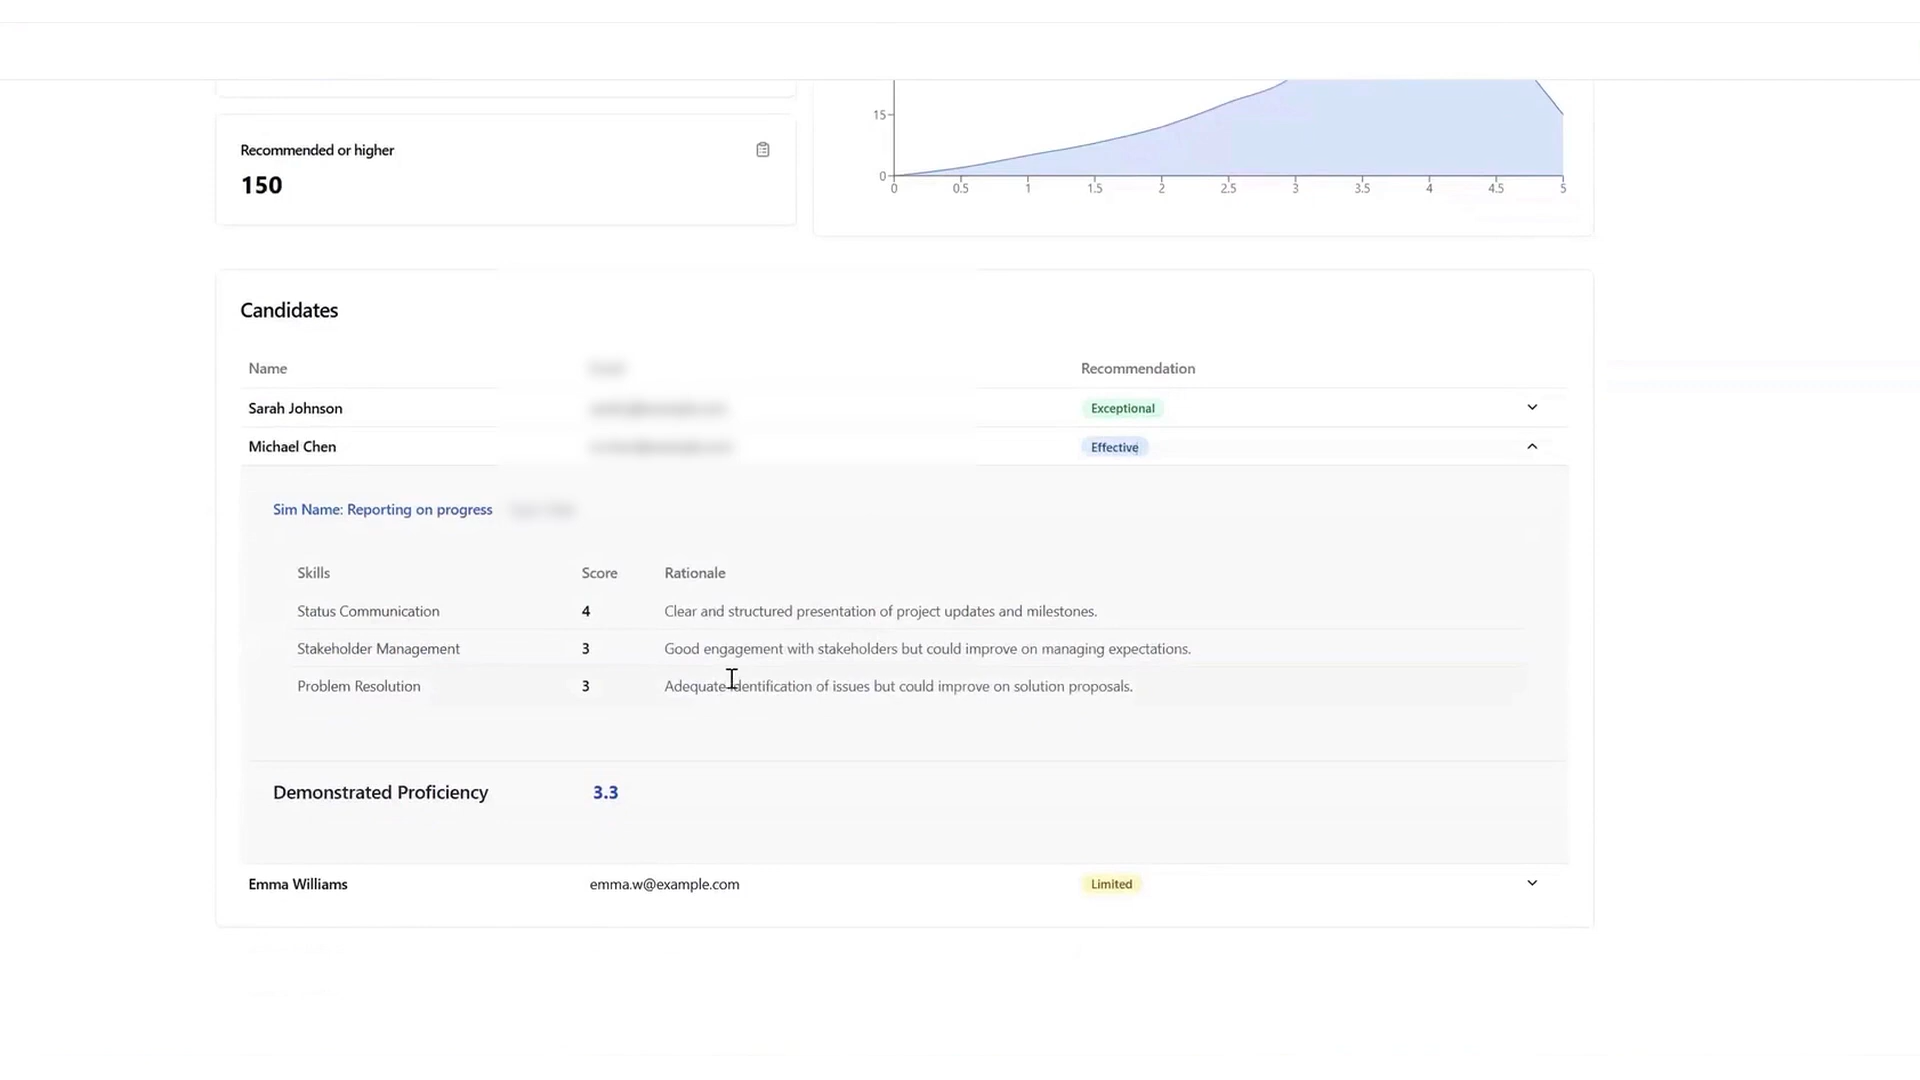 15
0
0 0.5 1 1.5 2 2.5 3 3.5 4 4.5 5
Recommended or higher
150
Candidates
Name Recommendation
Sarah Johnson Exceptional
Michael Chen Effective
Sim Name: Reporting on progress
Skills Score Rationale
Status Communication 4 Clear and structured presentation of project updates and milestones.
Stakeholder Management 3 Good engagement with stakeholders but could improve on managing expectations.
Problem Resolution 3 Adequate identification of issues but could improve on solution proposals.
Demonstrated Proficiency 3.3
Emma Williams emma.w@example.com Limited